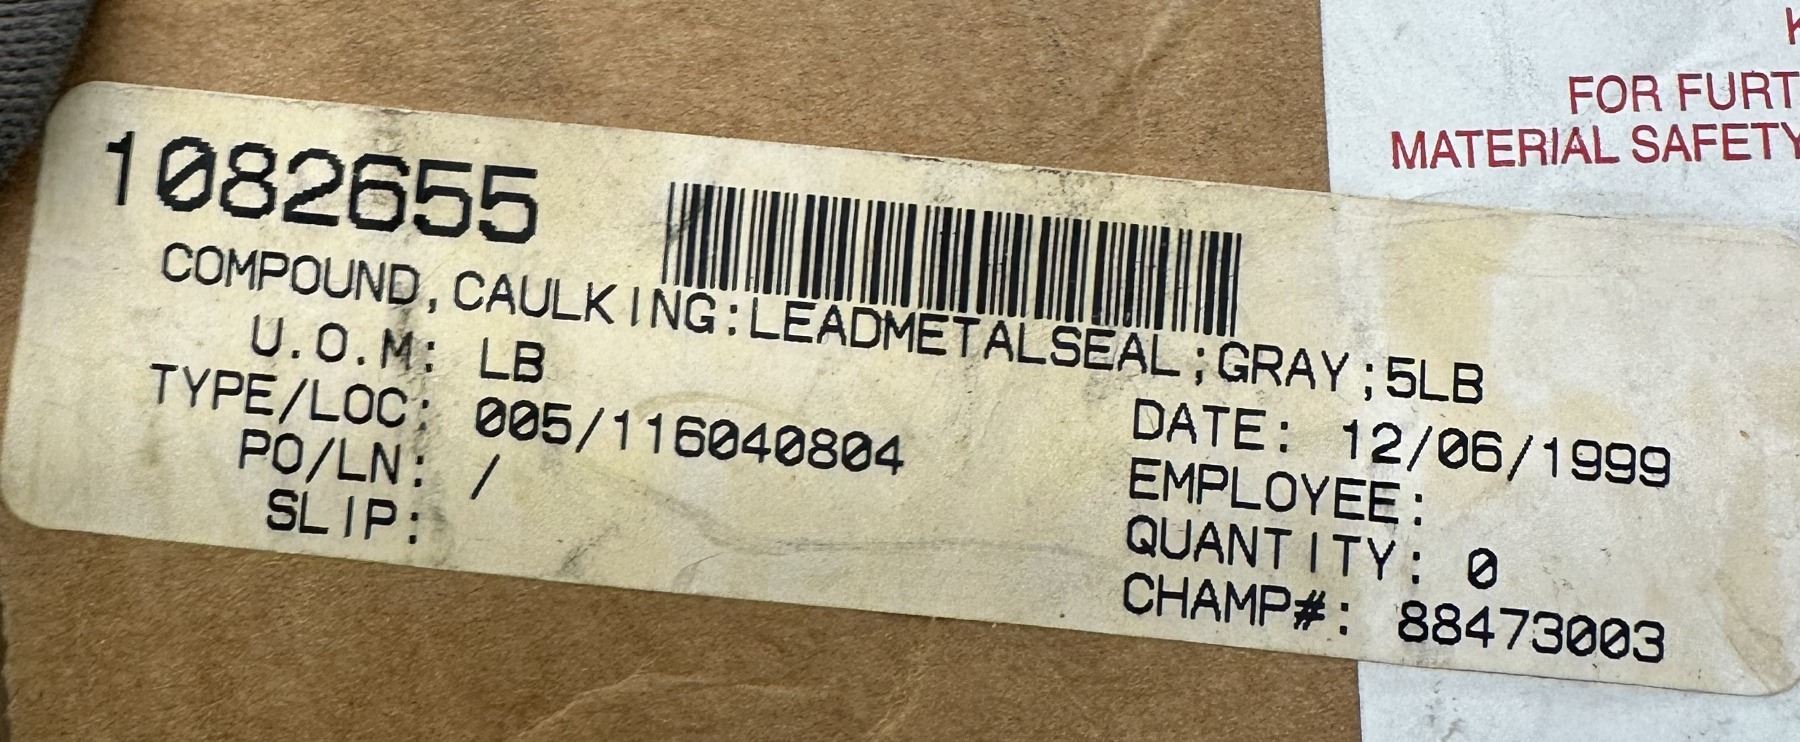 1082655
COMPOUND,CAULKING:LEADMETALSEAL;GRAY;5LB
U.O.M: LB
TYPE/LOC: 005/116040804
PO/LN: /
SLIP:
DATE: 12/06/1999
EMPLOYEE:
QUANTITY: 0
CHAMP#: 88473003
FOR
MATERIAL SAFETY